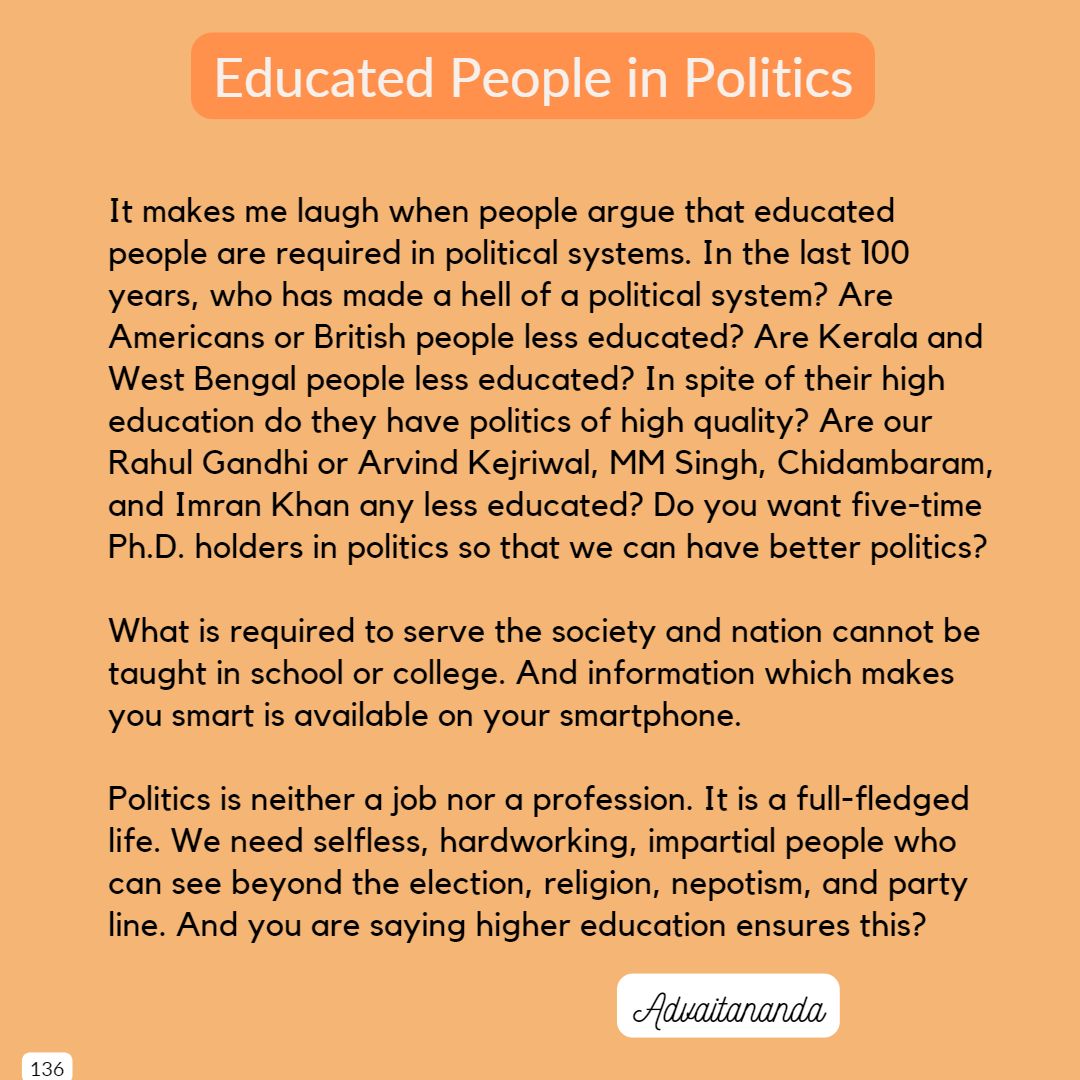 Educated People in Politics
It makes me laugh when people argue that educated
people are required in political systems. In the last 100
years, who has made a hell of a political system? Are
Americans or British people less educated? Are Kerala and
West Bengal people less educated? In spite of their high
education do they have politics of high quality? Are our
Rahul Gandhi or Arvind Kejriwal, MM Singh, Chidambaram,
and Imran Khan any less educated? Do you want five-time
Ph.D. holders in politics so that we can have better politics?
What is required to serve the society and nation cannot be
taught in school or college. And information which makes
you smart is available on your smartphone.
Politics is neither a job nor a profession. It is a full-fledged
life. We need selfless, hardworking, impartial people who
can see beyond the election, religion, nepotism, and party
line. And you are saying higher education ensures this?
Advaitananda
136